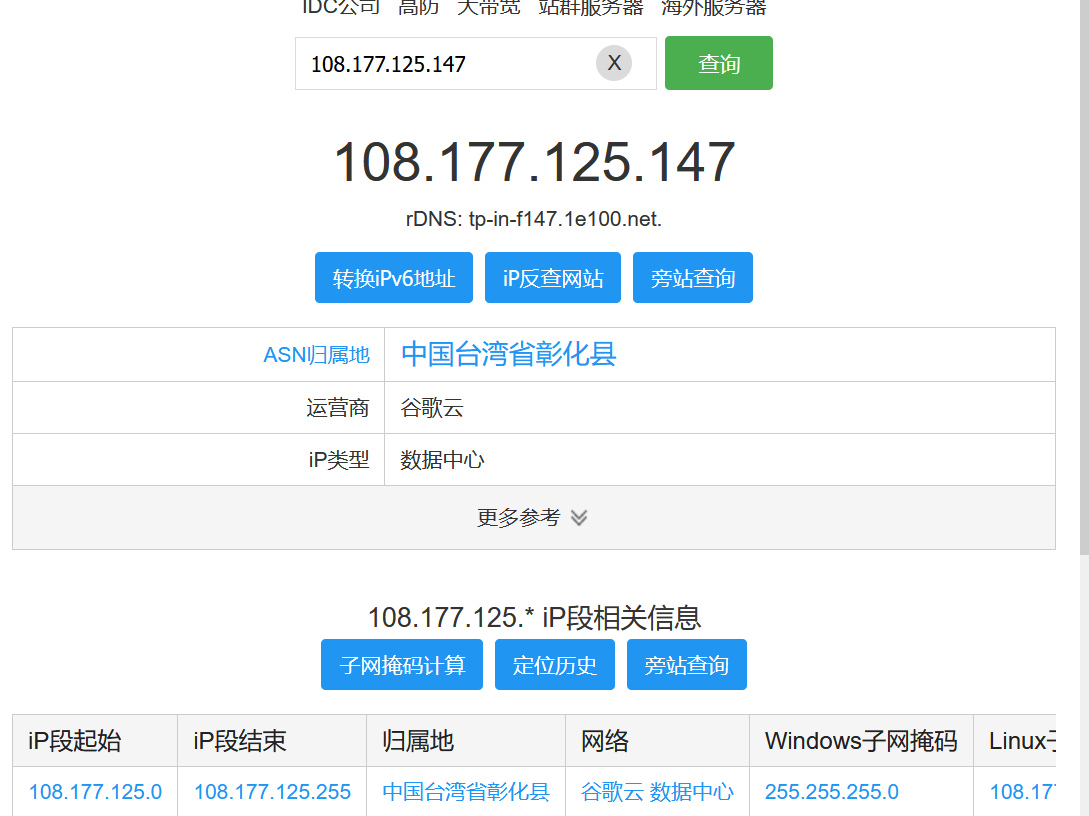 IDC公司 高防 大带宽 站群服务器 海外服务器
108.177.125.147 X 查询
108.177.125.147
rDNS: tp-in-f147.1e100.net.
转换iPv6地址 iP反查网站 旁站查询
ASN归属地 中国台湾省彰化县
运营商 谷歌云
iP类型 数据中心
更多参考
108.177.125.* iP段相关信息
子网掩码计算 定位历史 旁站查询
iP段起始 iP段结束 归属地 网络 Windows子网掩码 Linux
108.177.125.0 108.177.125.255 中国台湾省彰化县 谷歌云 数据中心 255.255.255.0 108.17